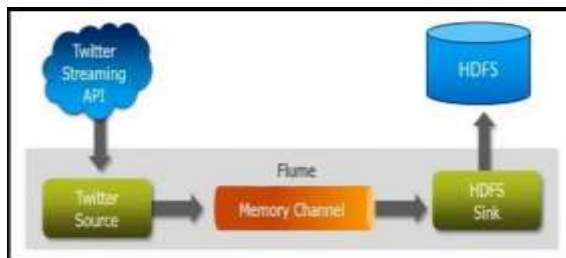 Twitter
Streaming
API
HDFS
Flume
Twitter
Source
Memory Channel
HDFS
Sink